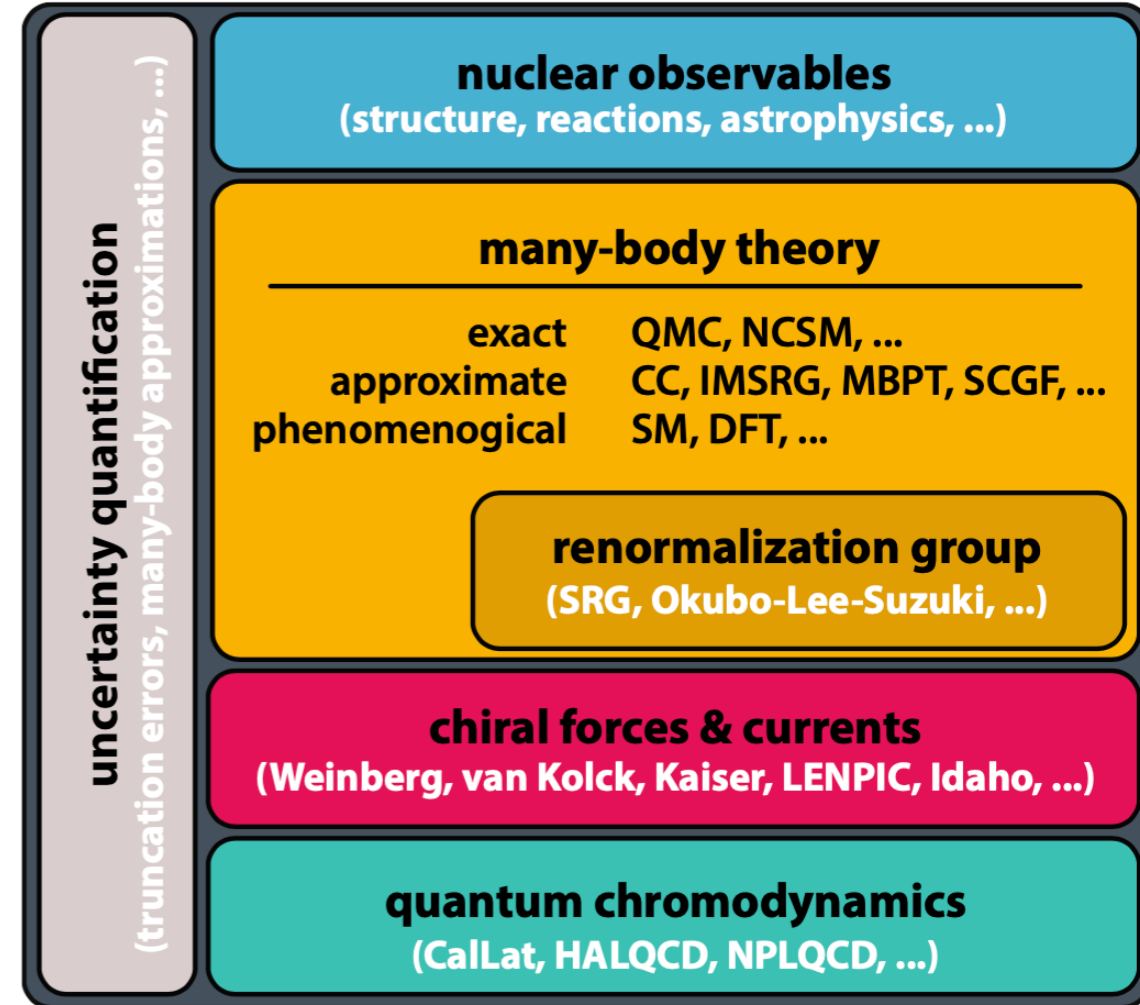 uncertainty quantification
(truncation errors, many-body approximations, ...)
nuclear observables
(structure, reactions, astrophysics, ...)
many-body theory
exact QMC, NCSM, ...
approximate CC, IMSRG, MBPT, SCGF, ...
phenomenogical SM, DFT, ...
renormalization group
(SRG, Okubo-Lee-Suzuki, ...)
chiral forces & currents
(Weinberg, van Kolck, Kaiser, LENPIC, Idaho, ...)
quantum chromodynamics
(CalLat, HALQCD, NPLQCD, ...)